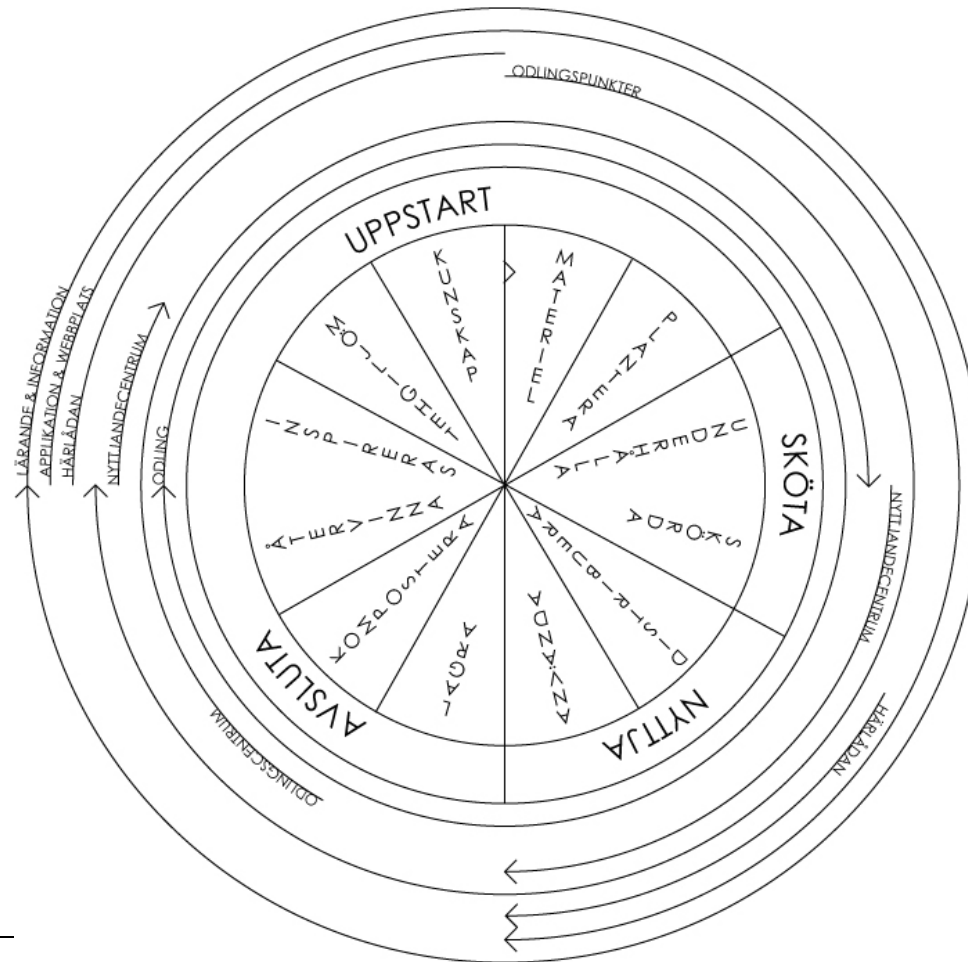 ODLINGSPUNKTER
UPPSTART
SKÖTA
NYTTJA
AVSLUTA
KUNSKAP
MATERIEL
PLANTERA
UNDERHÅLLA
SKÖRDA
DISTRIBUERA
ANVÄNDA
LAGRA
KOMPOSTERA
ÅTERVINNA
INSPIRERAS
MÖJLIGHET
LÄRANDE & INFORMATION
APPLIKATION & WEBBPLATS
HÄRLÅDAN
NYTTJANDECENTRUM
ODLING
NYTTJANDECENTRUM
HÄRLÅDAN
ODLINGSCENTRUM